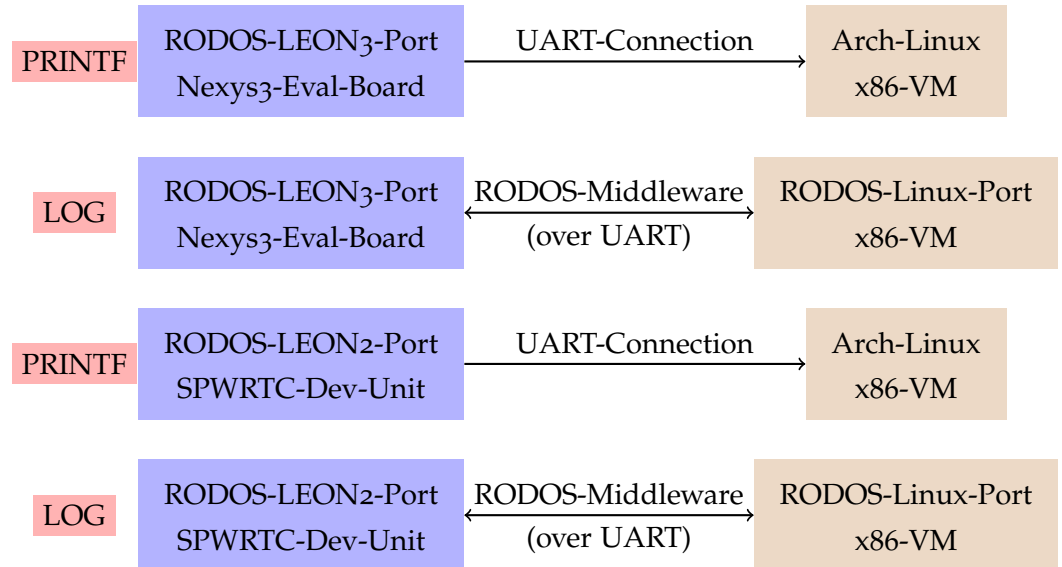 PRINTF
RODOS-LEON3-Port
Nexys3-Eval-Board
UART-Connection
Arch-Linux
x86-VM
LOG
RODOS-LEON3-Port
Nexys3-Eval-Board
RODOS-Middleware
(over UART)
RODOS-Linux-Port
x86-VM
PRINTF
RODOS-LEON2-Port
SPWRTC-Dev-Unit
UART-Connection
Arch-Linux
x86-VM
LOG
RODOS-LEON2-Port
SPWRTC-Dev-Unit
RODOS-Middleware
(over UART)
RODOS-Linux-Port
x86-VM